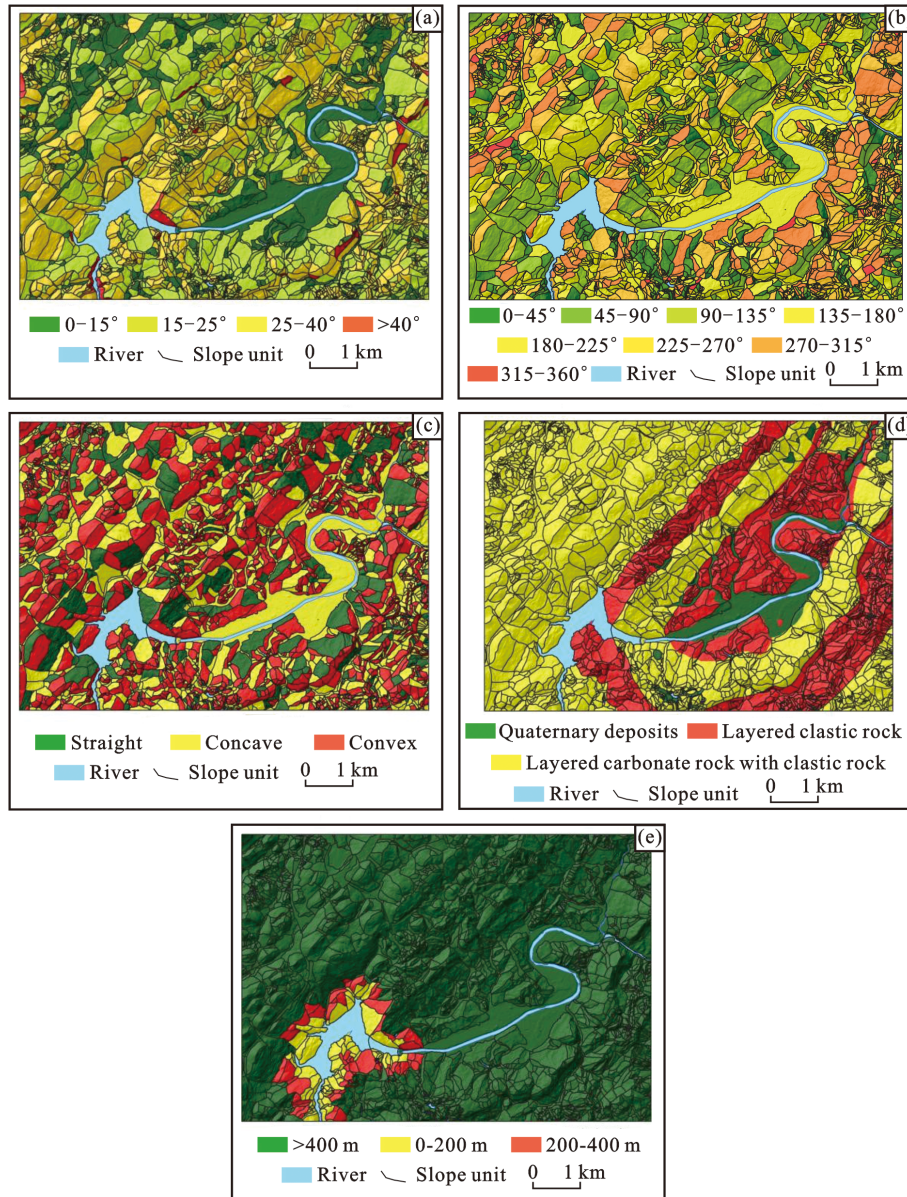 (a)
0–15° 15–25° 25–40° >40°
River Slope unit 0 1 km
(b)
0–45° 45–90° 90–135° 135–180°
180–225° 225–270° 270–315°
315–360° River Slope unit 0 1 km
(c)
Straight Concave Convex
River Slope unit 0 1 km
(d)
Quaternary deposits Layered clastic rock
Layered carbonate rock with clastic rock
River Slope unit 0 1 km
(e)
>400 m 0-200 m 200-400 m
River Slope unit 0 1 km